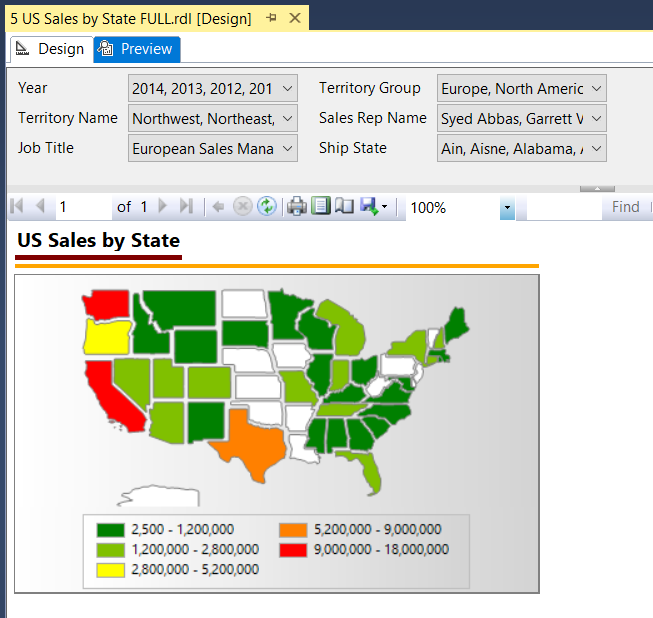 5 US Sales by State FULL.rdl [Design]
Design Preview
Year 2014, 2013, 2012, 201 Territory Group Europe, North Americ
Territory Name Northwest, Northeast, Sales Rep Name Syed Abbas, Garrett V
Job Title European Sales Mana Ship State Ain, Aisne, Alabama, A
1 of 1 100% Find
US Sales by State
2,500 - 1,200,000 5,200,000 - 9,000,000
1,200,000 - 2,800,000 9,000,000 - 18,000,000
2,800,000 - 5,200,000